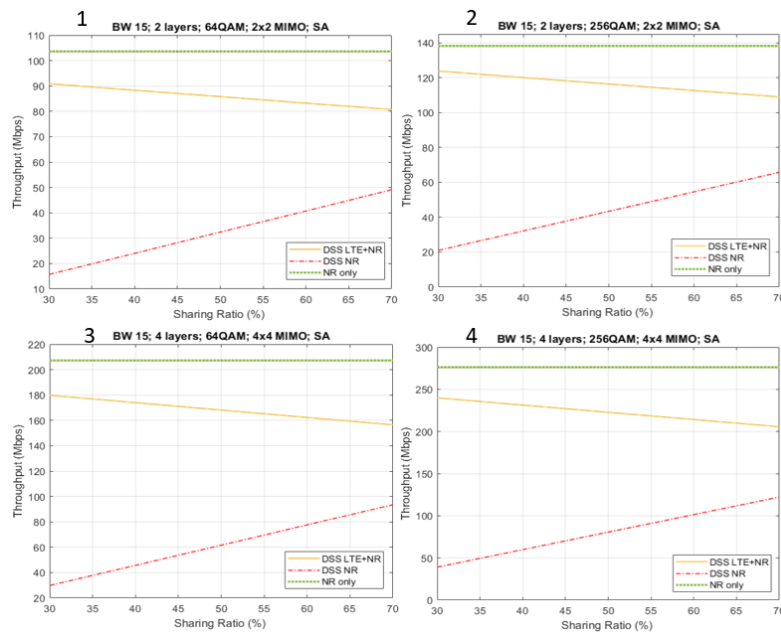 1
BW 15; 2 layers; 64QAM; 2x2 MIMO; SA
110
100
90
80
70
60
50
40
30
20
10
Throughput (Mbps)
DSS LTE+NR
DSS NR
NR only
30 35 40 45 50 55 60 65 70
Sharing Ratio (%)
2
BW 15; 2 layers; 256QAM; 2x2 MIMO; SA
140
120
100
80
60
40
20
0
Throughput (Mbps)
DSS LTE+NR
DSS NR
NR only
30 35 40 45 50 55 60 65 70
Sharing Ratio (%)
3
BW 15; 4 layers; 64QAM; 4x4 MIMO; SA
220
200
180
160
140
120
100
80
60
40
20
Throughput (Mbps)
DSS LTE+NR
DSS NR
NR only
30 35 40 45 50 55 60 65 70
Sharing Ratio (%)
4
BW 15; 4 layers; 256QAM; 4x4 MIMO; SA
300
250
200
150
100
50
0
Throughput (Mbps)
DSS LTE+NR
DSS NR
NR only
30 35 40 45 50 55 60 65 70
Sharing Ratio (%)